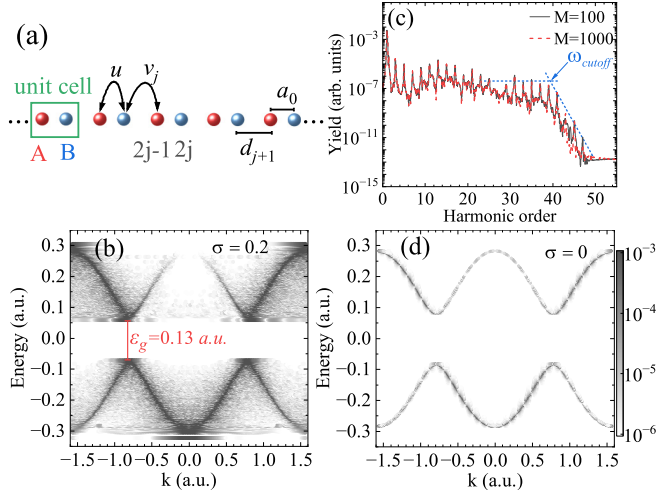 (a)
unit cell
u
v_j
a_0
...
...
A
B
2j-1 2j
d_{j+1}
(c)
M=100
M=1000
ω_{cutoff}
Yield (arb. units)
10^{-3}
10^{-7}
10^{-11}
10^{-15}
0 10 20 30 40 50
Harmonic order
(b)
σ = 0.2
ε_g=0.13 a.u.
Energy (a.u.)
0.3
0.2
0.1
0.0
−0.1
−0.2
−0.3
−1.5 −1.0 −0.5 0.0 0.5 1.0 1.5
k (a.u.)
(d)
σ = 0
Energy (a.u.)
0.3
0.2
0.1
0.0
−0.1
−0.2
−0.3
−1.5 −1.0 −0.5 0.0 0.5 1.0 1.5
k (a.u.)
10^{−3}
10^{−4}
10^{−5}
10^{−6}